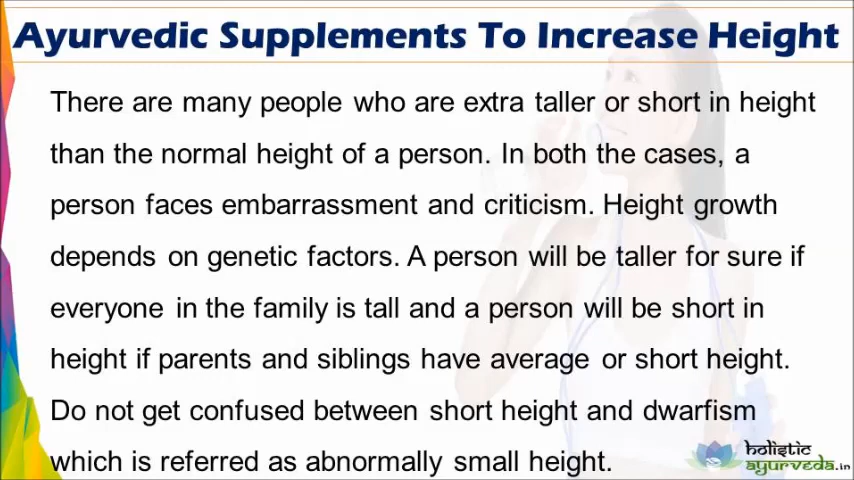 Ayurvedic Supplements To Increase Height
There are many people who are extra taller or short in height
than the normal height of a person. In both the cases, a
person faces embarrassment and criticism. Height growth
depends on genetic factors. A person will be taller for sure if
everyone in the family is tall and a person will be short in
height if parents and siblings have average or short height.
Do not get confused between short height and dwarfism
which is referred as abnormally small height.
holistic
ayurveda.in